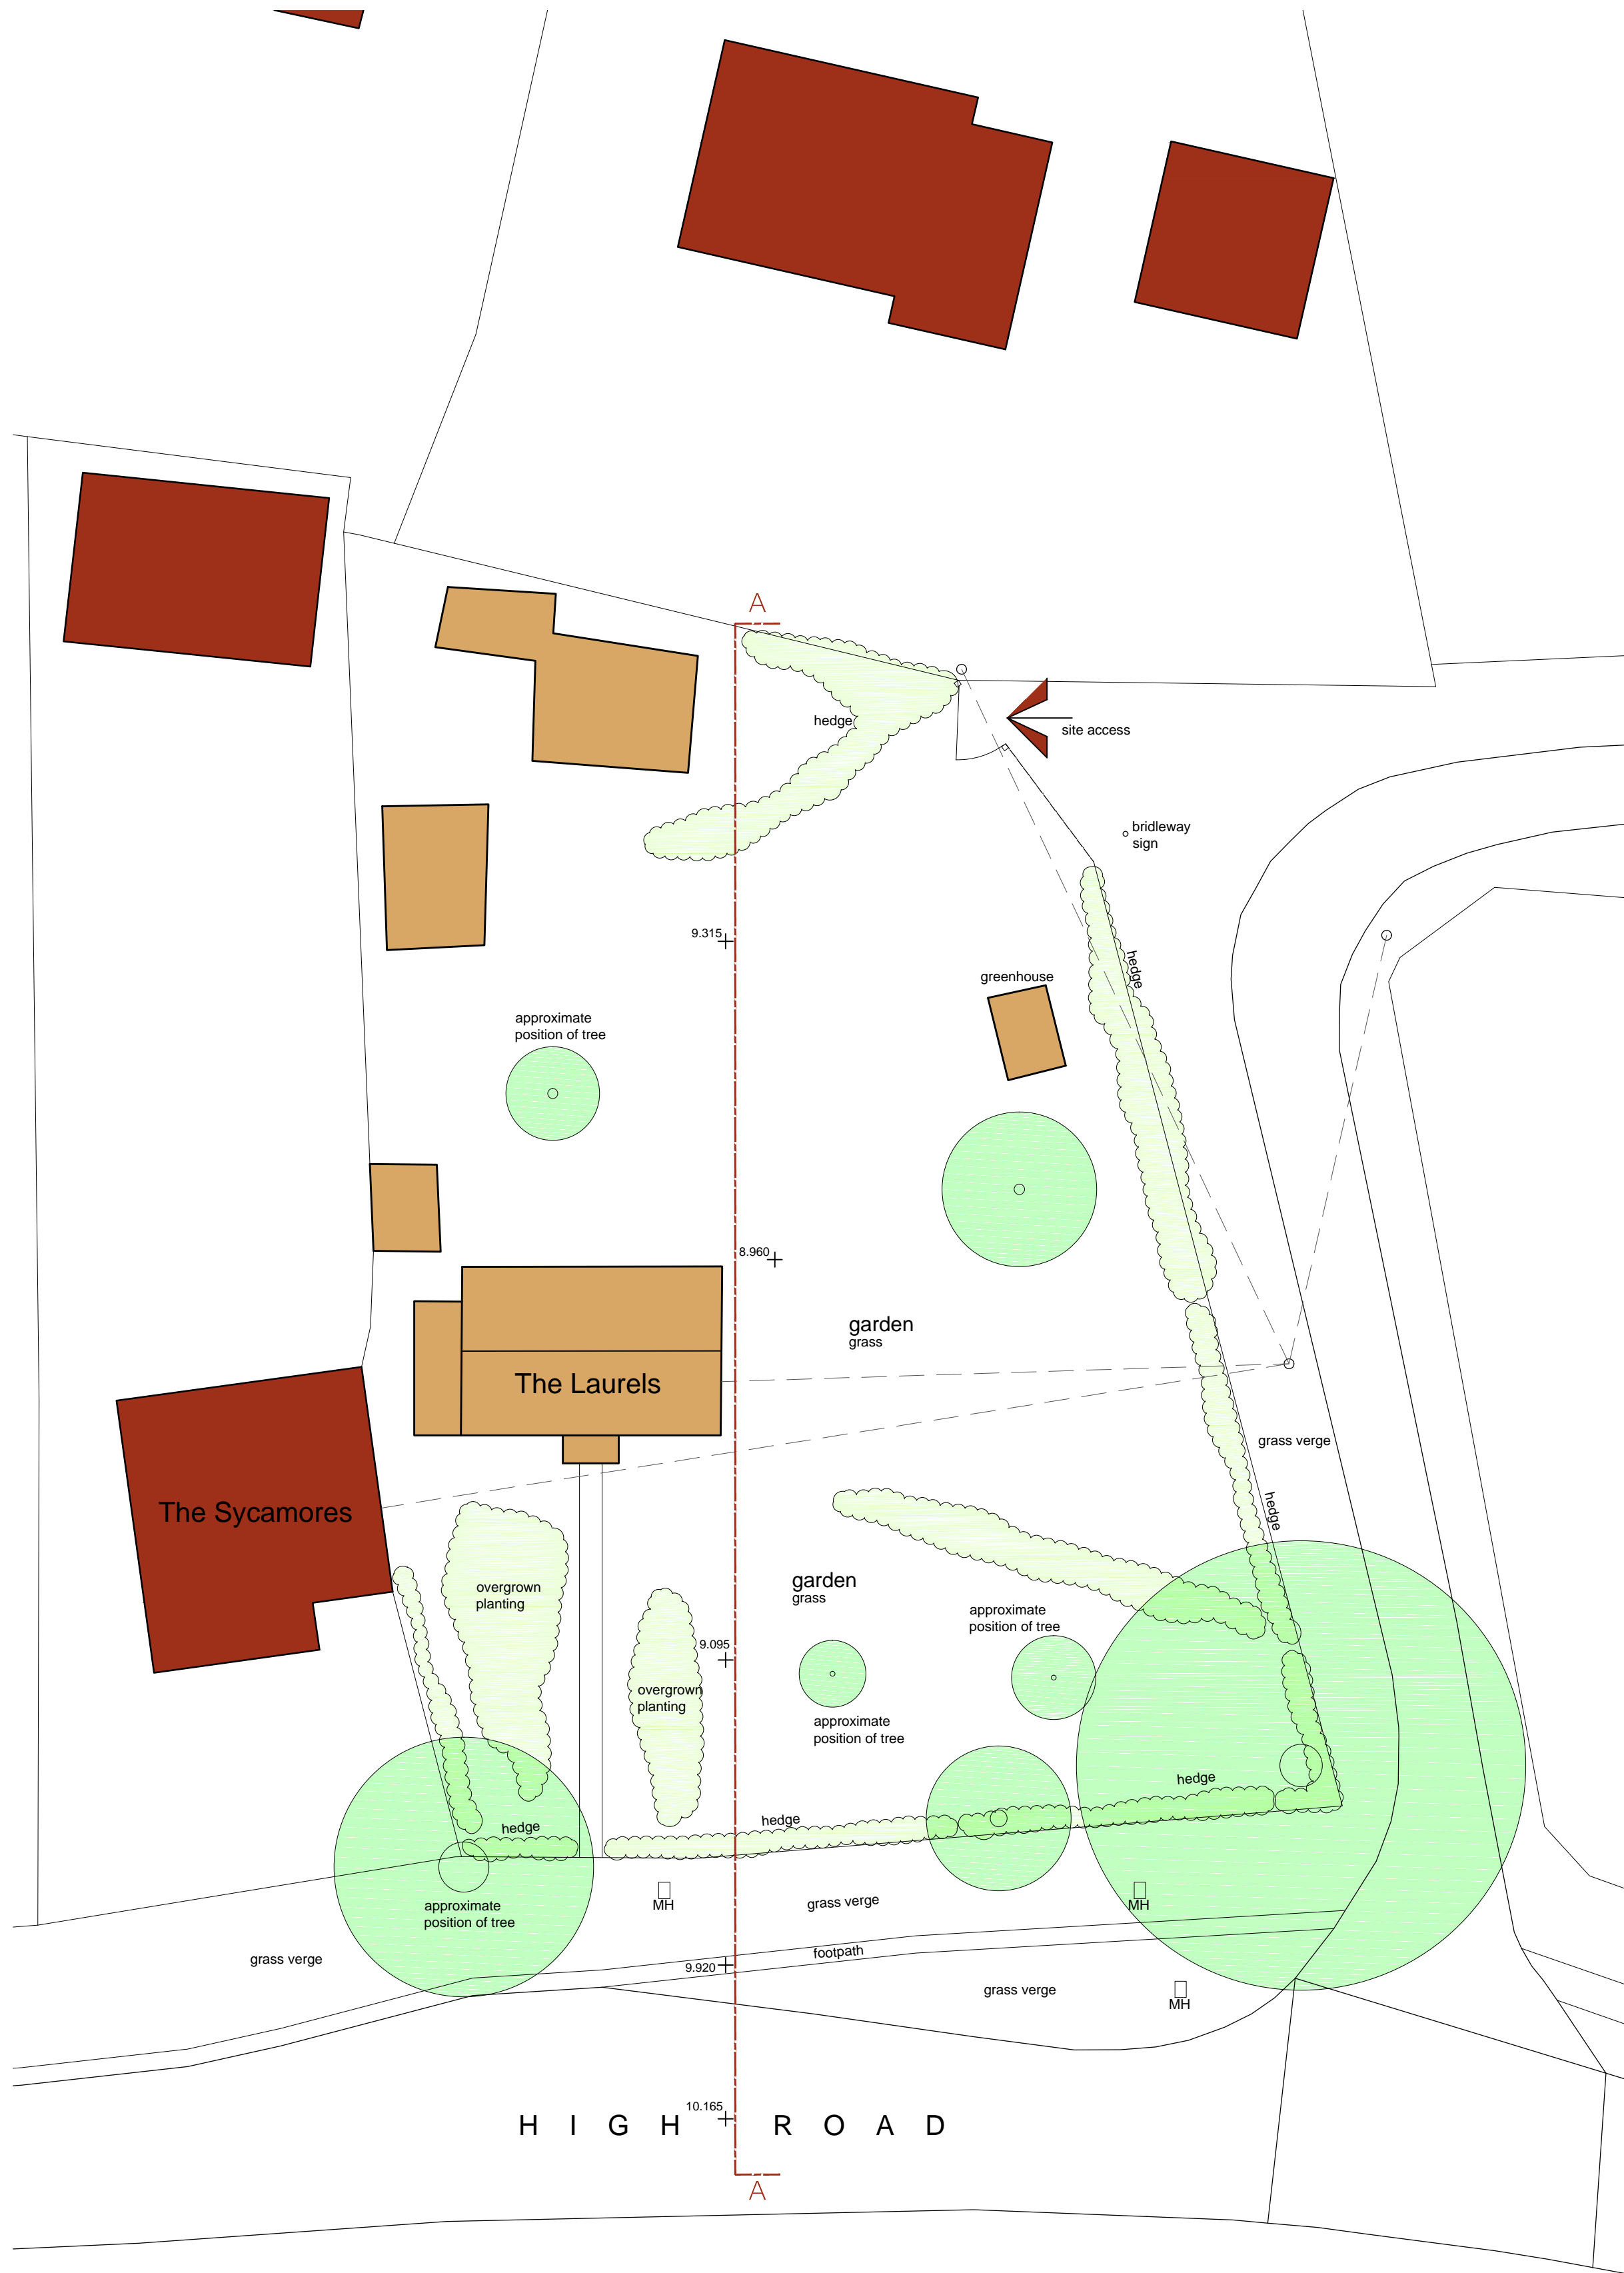 A
hedge
site access
bridleway
sign
9.315
hedge
greenhouse
approximate
position of tree
8.960
garden
grass
The Laurels
grass verge
The Sycamores
hedge
overgrown
planting
garden
grass
approximate
position of tree
9.095
overgrown
planting
approximate
position of tree
hedge
hedge
hedge
approximate
position of tree
MH
grass verge
MH
grass verge
footpath
9.920
grass verge
MH
10.165
HIGH ROAD
A